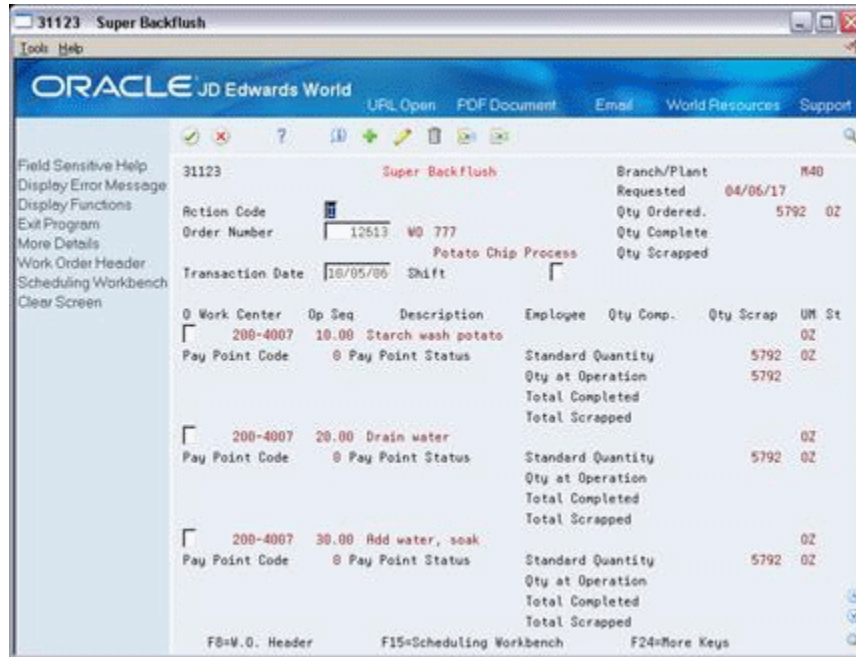 31123 Super Backflush
Tools Help
ORACLE JD Edwards World
URL Open PDF Document Email World Resources Support
Field Sensitive Help
Display Error Message
Display Functions
Exit Program
More Details
Work Order Header
Scheduling Workbench
Clear Screen
31123 Super Backflush Branch/Plant M40
Requested 04/06/17
Action Code I Qty Ordered. 5792 OZ
Order Number 12613 WO 777 Qty Complete
Potato Chip Process Qty Scrapped
Transaction Date 10/05/06 Shift
O Work Center Op Seq Description Employee Qty Comp. Qty Scrap UM St
200-4007 10.00 Starch wash potato OZ
Pay Point Code 0 Pay Point Status Standard Quantity 5792 OZ
Qty at Operation 5792
Total Completed
Total Scrapped
200-4007 20.00 Drain water OZ
Pay Point Code 0 Pay Point Status Standard Quantity 5792 OZ
Qty at Operation
Total Completed
Total Scrapped
200-4007 30.00 Add water, soak OZ
Pay Point Code 0 Pay Point Status Standard Quantity 5792 OZ
Qty at Operation
Total Completed
Total Scrapped
F8=W.O. Header F15=Scheduling Workbench F24=More Keys